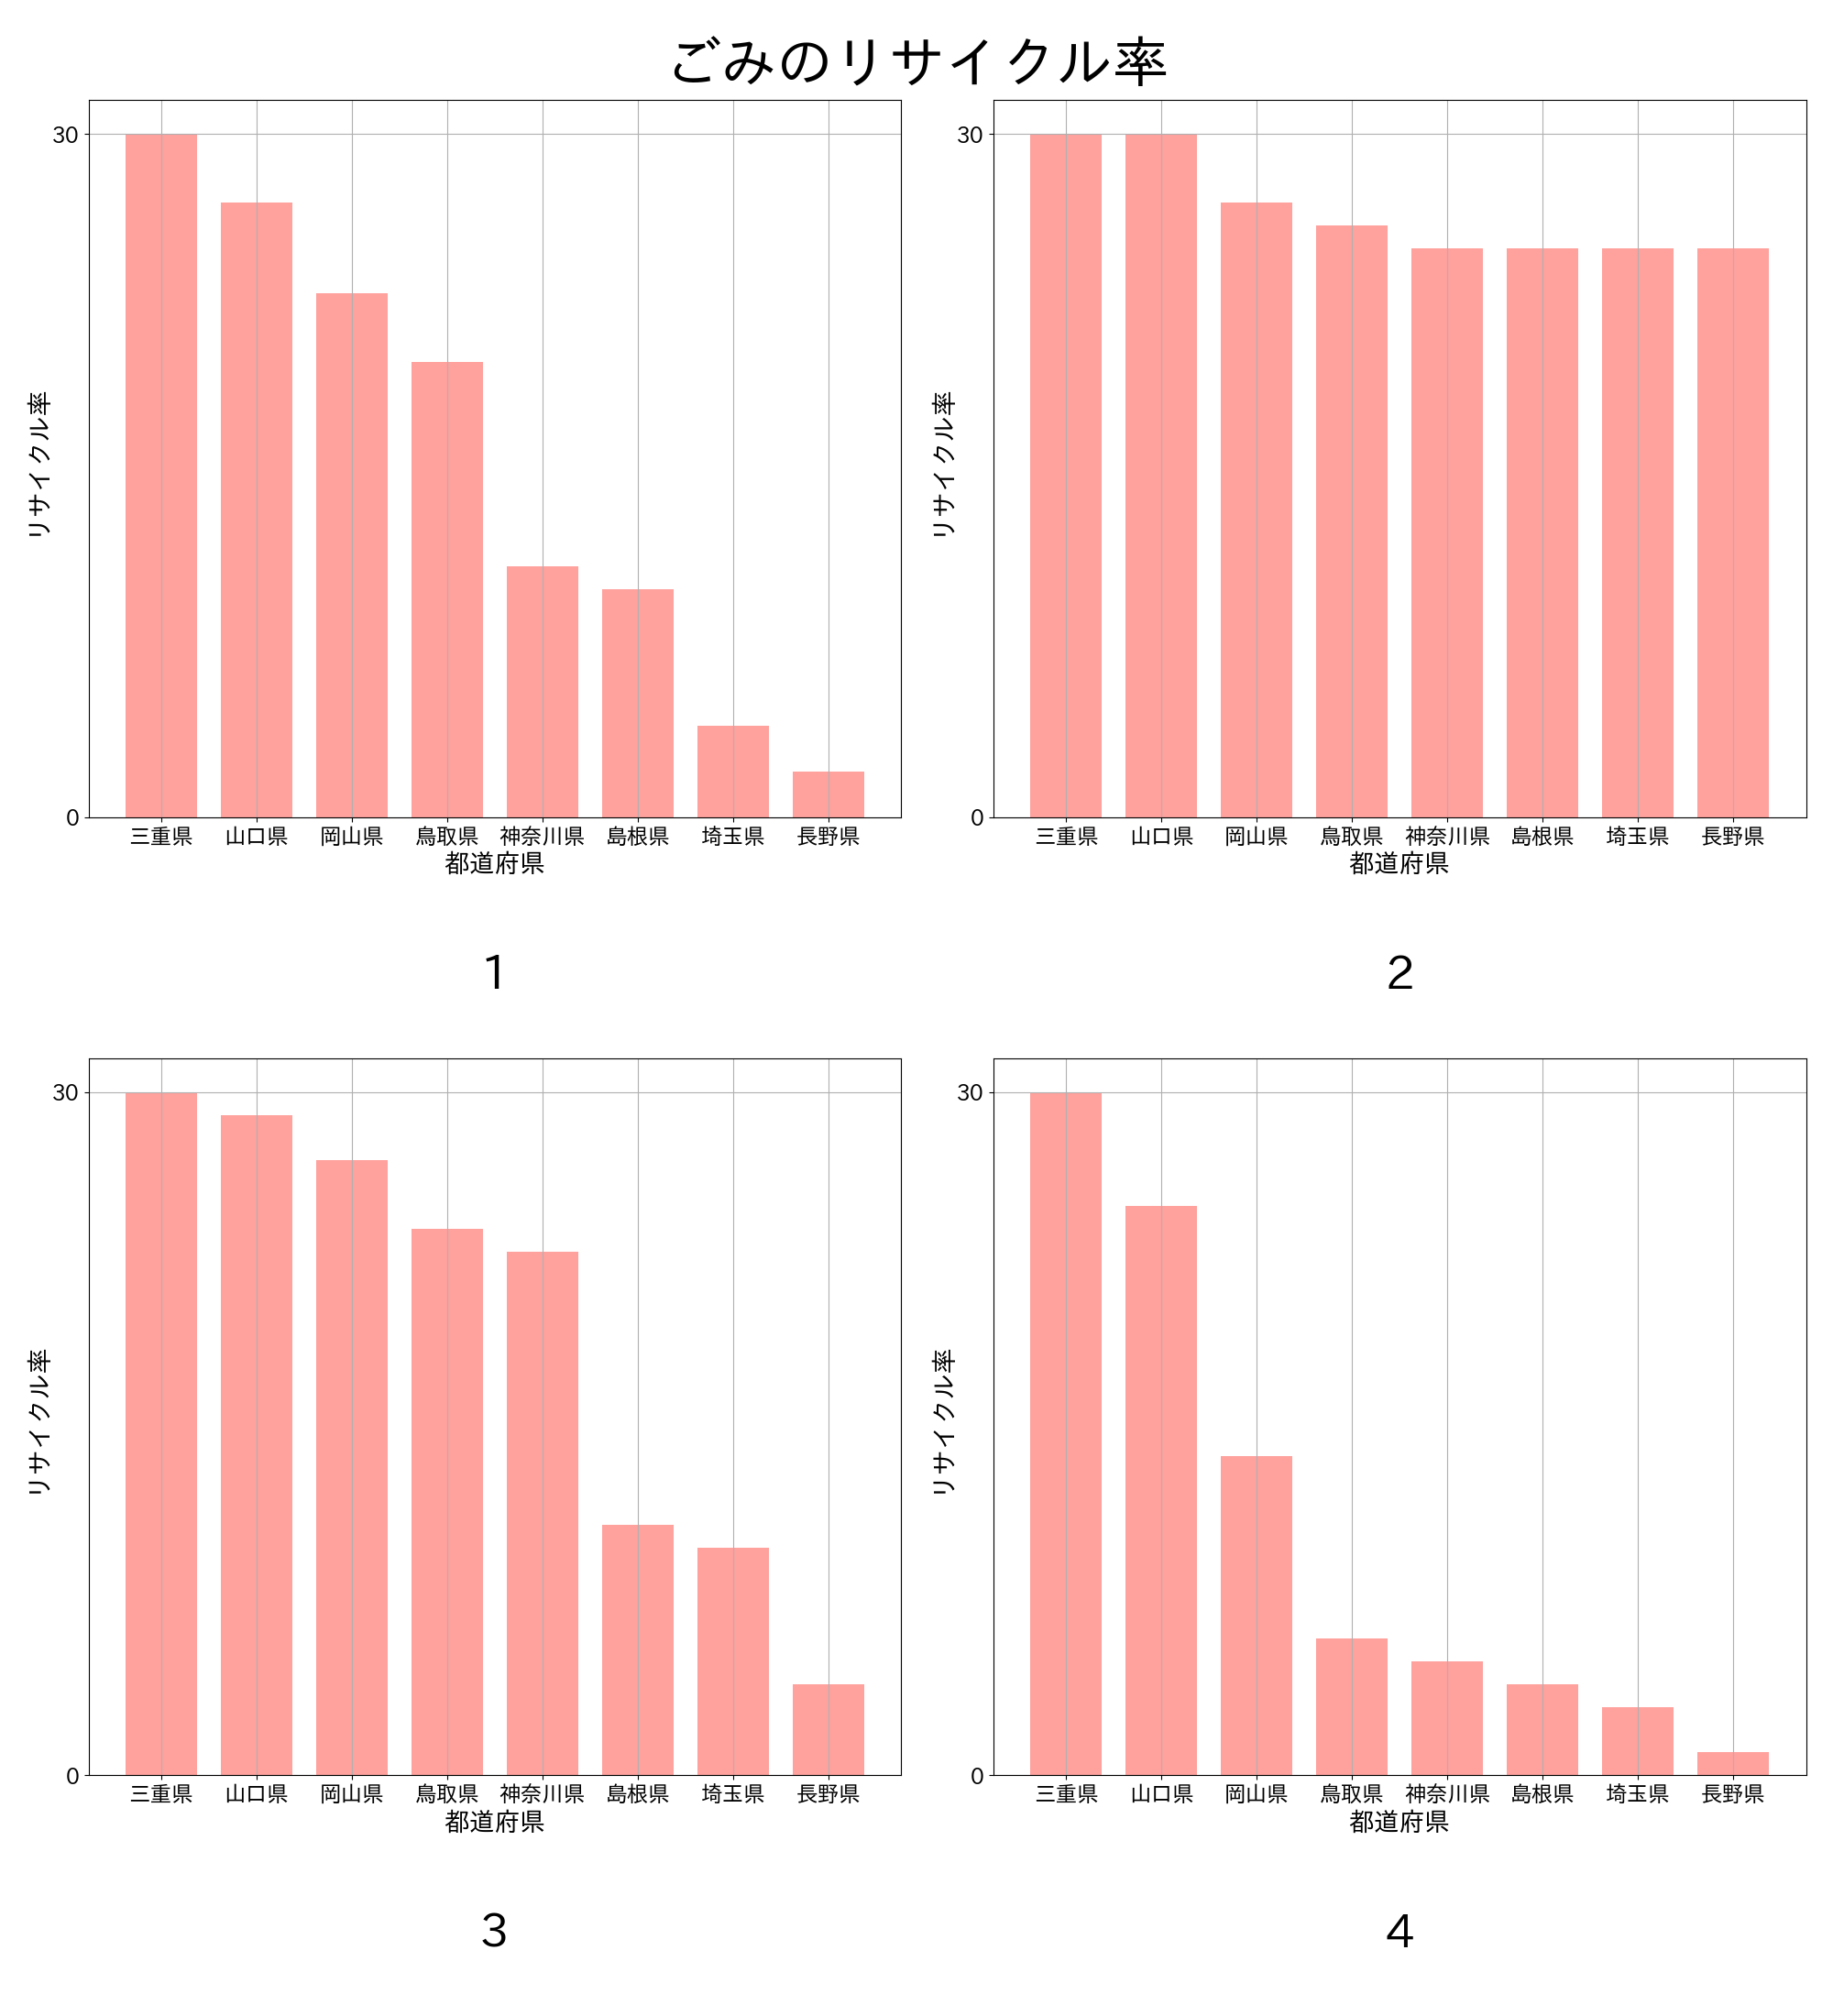 ごみのリサイクル率
30
0
リサイクル率
三重県 山口県 岡山県 鳥取県 神奈川県 島根県 埼玉県 長野県
都道府県
1
30
0
リサイクル率
三重県 山口県 岡山県 鳥取県 神奈川県 島根県 埼玉県 長野県
都道府県
2
30
0
リサイクル率
三重県 山口県 岡山県 鳥取県 神奈川県 島根県 埼玉県 長野県
都道府県
3
30
0
リサイクル率
三重県 山口県 岡山県 鳥取県 神奈川県 島根県 埼玉県 長野県
都道府県
4